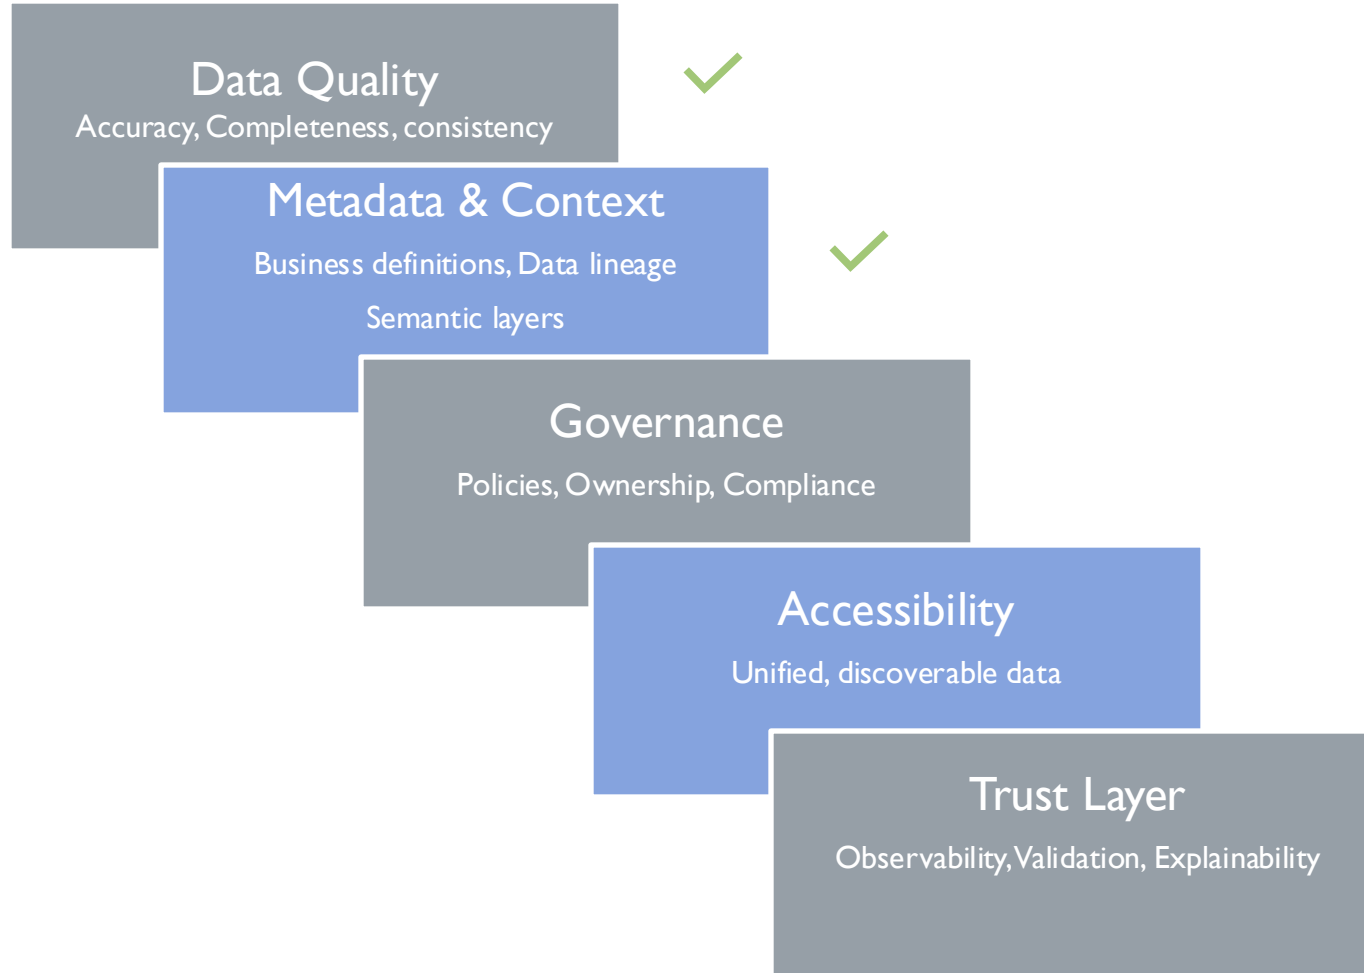 Data Quality
Accuracy, Completeness, consistency
Metadata & Context
Business definitions, Data lineage
Semantic layers
Governance
Policies, Ownership, Compliance
Accessibility
Unified, discoverable data
Trust Layer
Observability, Validation, Explainability